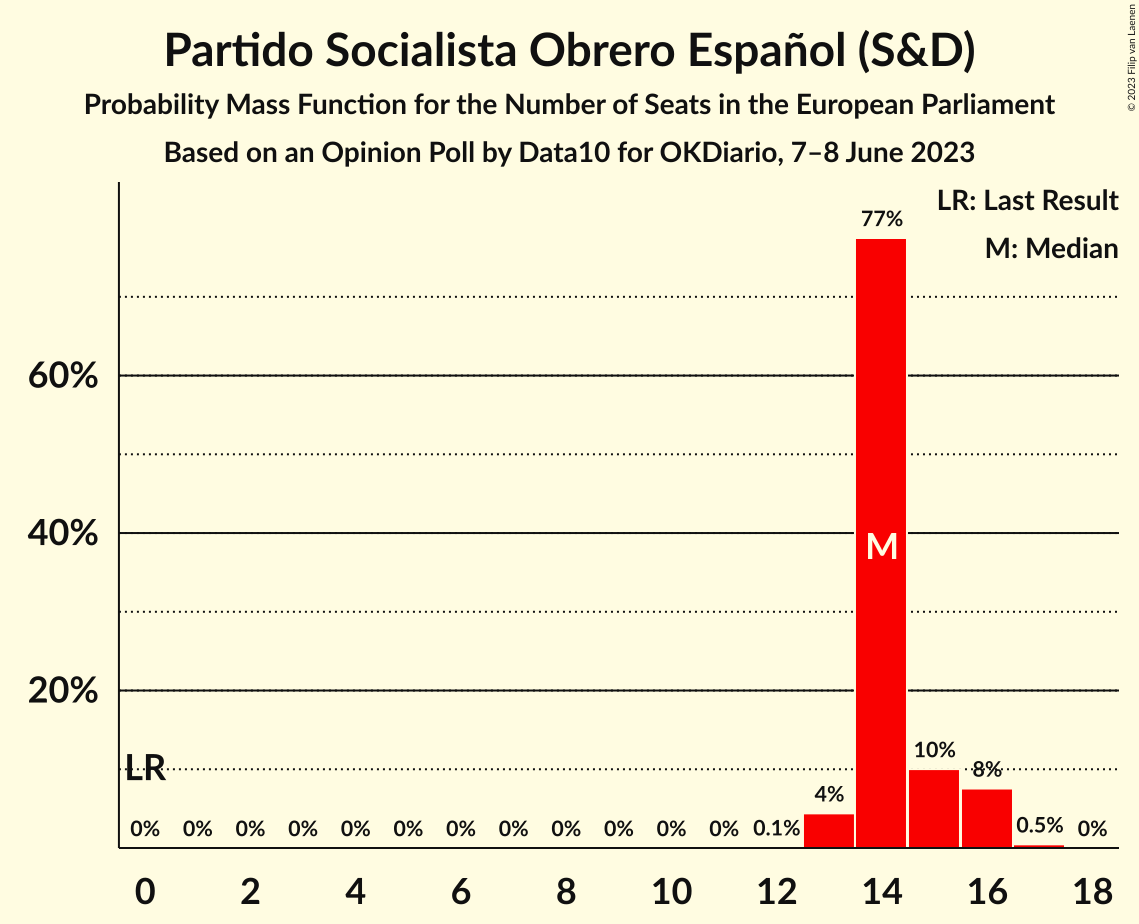 Partido Socialista Obrero Español (S&D)
Probability Mass Function for the Number of Seats in the European Parliament
Based on an Opinion Poll by Data10 for OKDiario, 7–8 June 2023
© 2023 Filip van Laenen
LR: Last Result
M: Median
77%
60%
40%
M
20%
LR
10%
8%
4%
0% 0% 0% 0% 0% 0% 0% 0% 0% 0% 0% 0% 0.1% 0.5% 0%
0 2 4 6 8 10 12 14 16 18